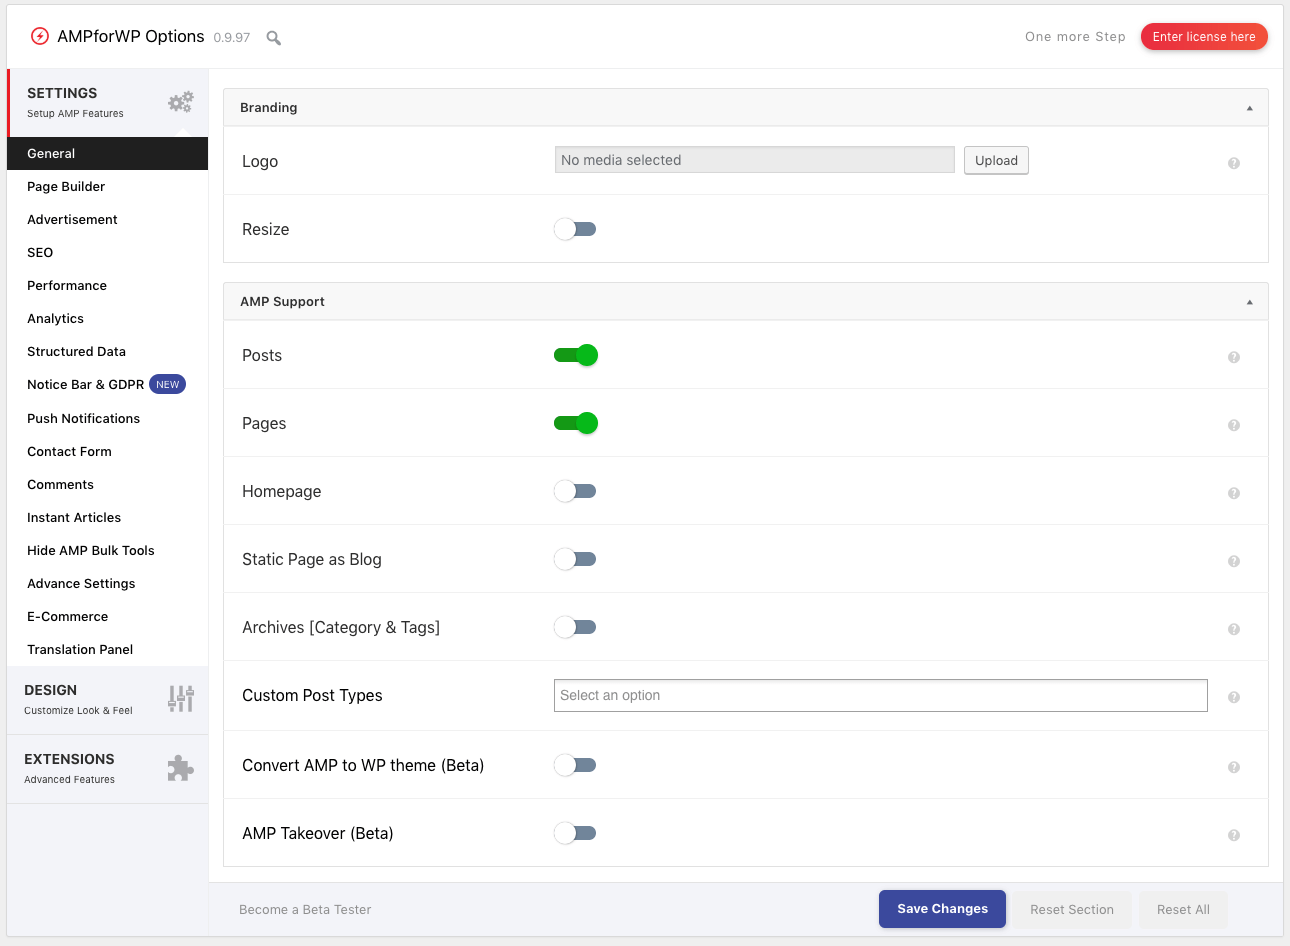 AMPforWP Options 0.9.97
One more Step
Enter license here
SETTINGS
Setup AMP Features
General
Page Builder
Advertisement
SEO
Performance
Analytics
Structured Data
Notice Bar & GDPR NEW
Push Notifications
Contact Form
Comments
Instant Articles
Hide AMP Bulk Tools
Advance Settings
E-Commerce
Translation Panel
DESIGN
Customize Look & Feel
EXTENSIONS
Advanced Features
Branding
Logo
No media selected
Upload
?
Resize
AMP Support
Posts
?
Pages
?
Homepage
?
Static Page as Blog
?
Archives [Category & Tags]
?
Custom Post Types
Select an option
?
Convert AMP to WP theme (Beta)
?
AMP Takeover (Beta)
?
Become a Beta Tester
Save Changes
Reset Section
Reset All